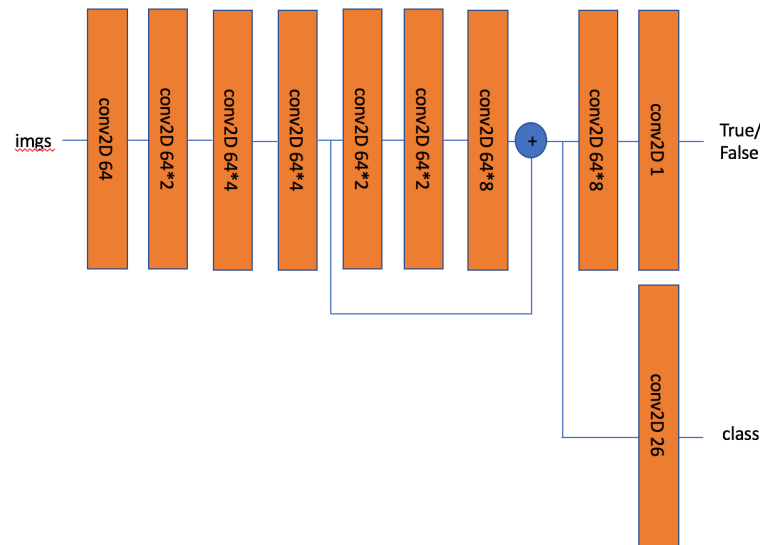 imgs
conv2D 64
conv2D 64*2
conv2D 64*4
conv2D 64*4
conv2D 64*2
conv2D 64*2
conv2D 64*8
+
conv2D 64*8
conv2D 1
True/
False
conv2D 26
class